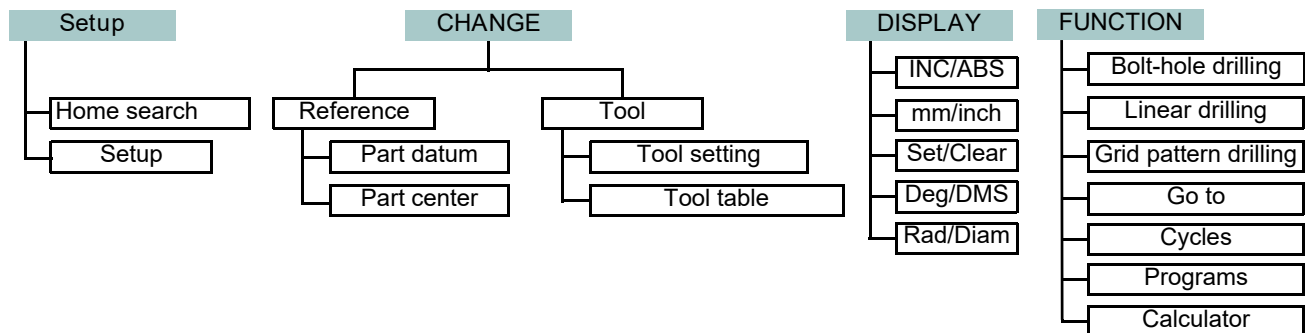 Setup
Home search
Setup
CHANGE
Reference
Part datum
Part center
Tool
Tool setting
Tool table
DISPLAY
INC/ABS
mm/inch
Set/Clear
Deg/DMS
Rad/Diam
FUNCTION
Bolt-hole drilling
Linear drilling
Grid pattern drilling
Go to
Cycles
Programs
Calculator